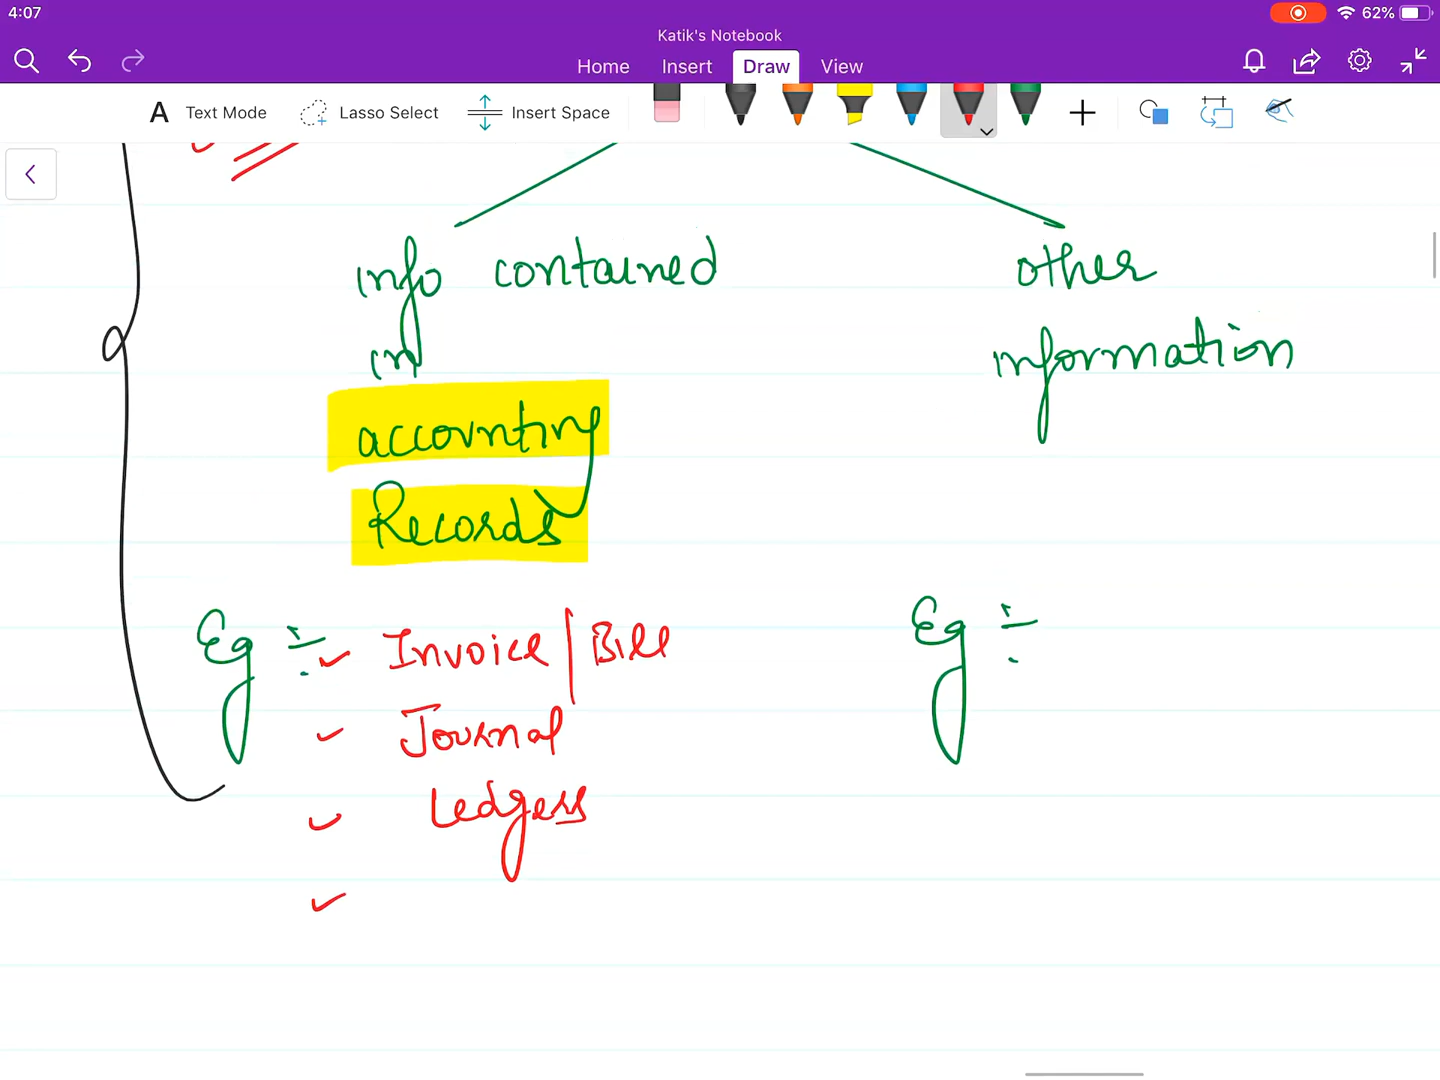 4:07
62%
Katik's Notebook
Home Insert Draw View
A Text Mode Lasso Select Insert Space
info contained
in
accounting
Records
other
information
Eg :- Invoice | Bill
Journal
Ledgers
Eg :-